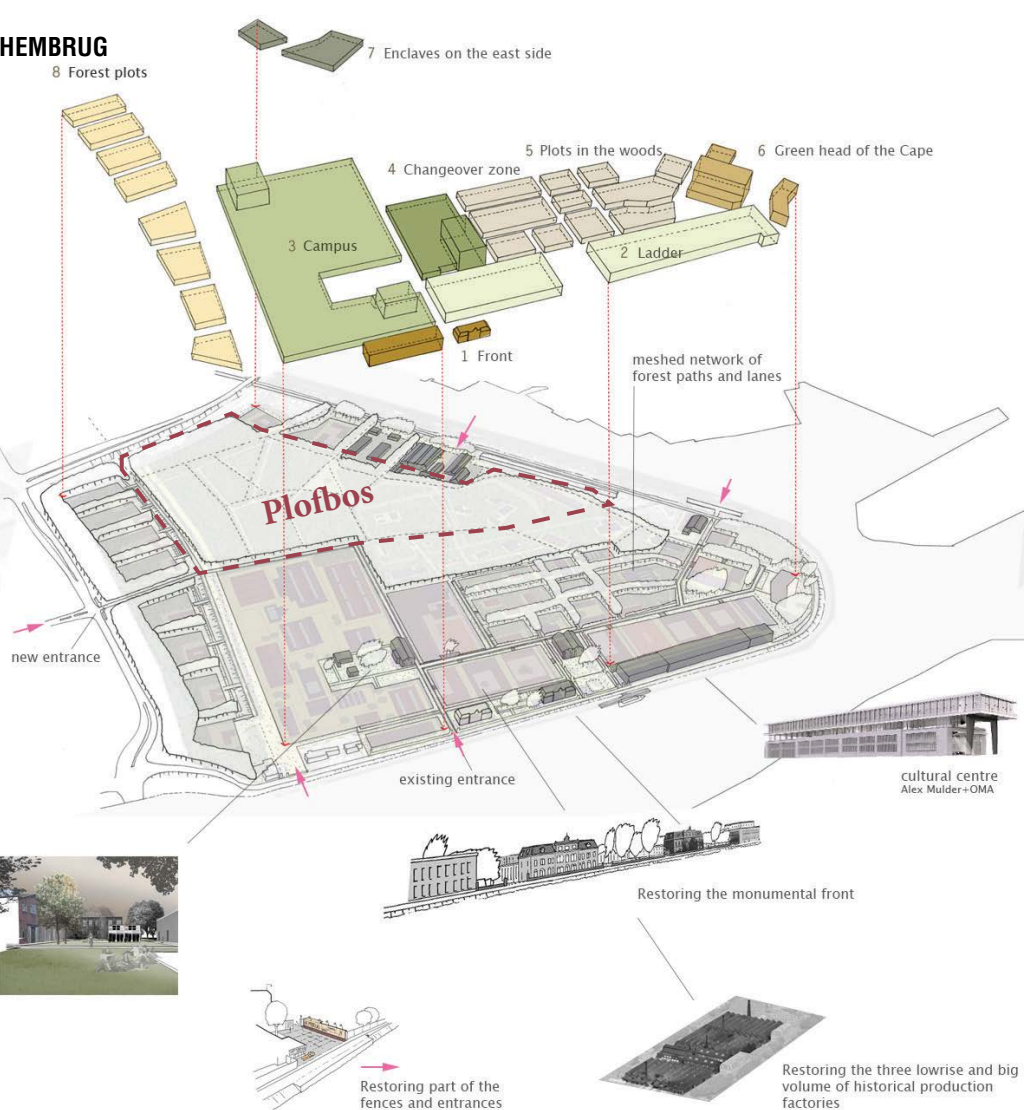 HEMBRUG
7 Enclaves on the east side
8 Forest plots
5 Plots in the woods
6 Green head of the Cape
4 Changeover zone
3 Campus
2 Ladder
1 Front
meshed network of
forest paths and lanes
Plofbos
new entrance
existing entrance
cultural centre
Alex Mulder+OMA
Restoring the monumental front
Restoring part of the
fences and entrances
Restoring the three lowrise and big
volume of historical production
factories